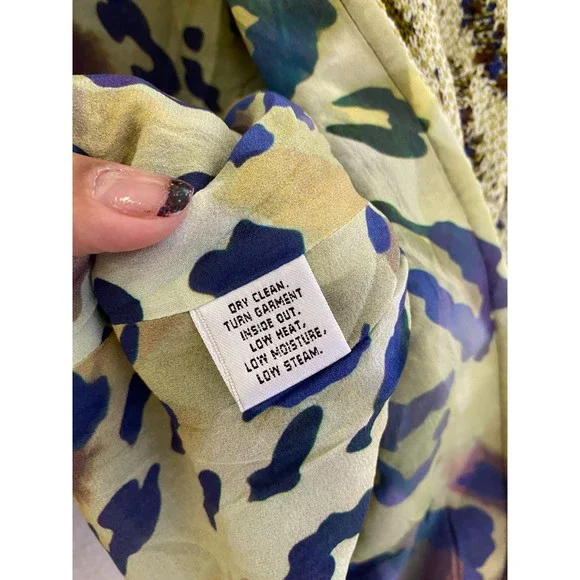 DRY CLEAN.
TURN GARMENT
INSIDE OUT.
LOW HEAT,
LOW MOISTURE,
LOW STEAM.